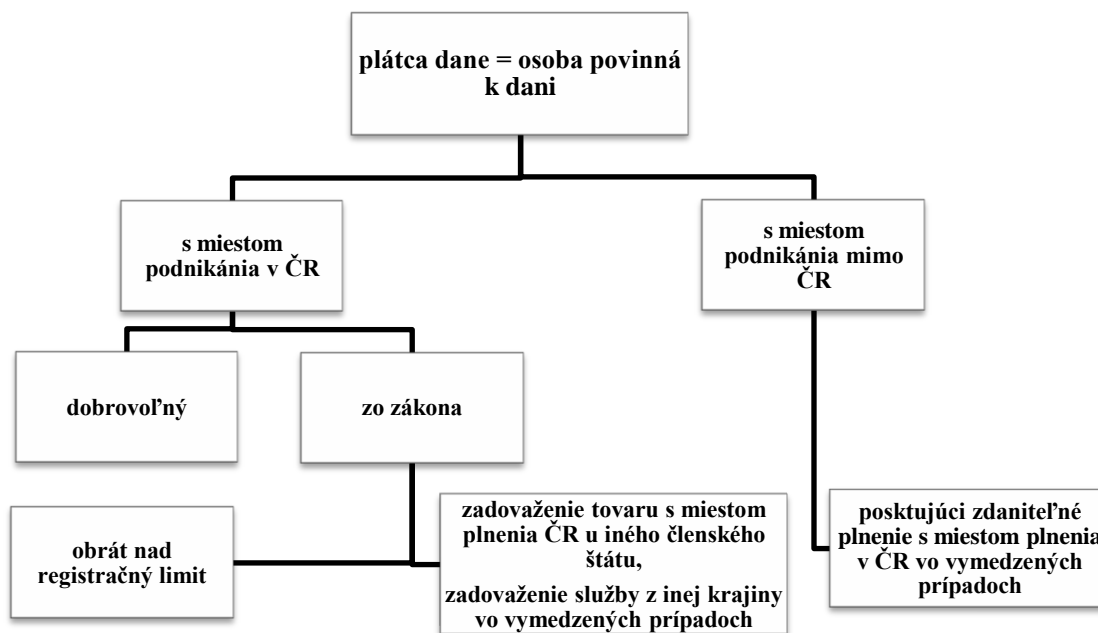 plátca dane = osoba povinná
k dani
s miestom
podnikánia v ČR
s miestom
podnikánia mimo
ČR
dobrovoľný
zo zákona
obrát nad
registračný limit
zadovaženie tovaru s miestom
plnenia ČR u iného členského
štátu,
zadovaženie služby z inej krajiny
vo vymedzených prípadoch
posktujúci zdaniteľné
plnenie s miestom plnenia
v ČR vo vymedzených
prípadoch